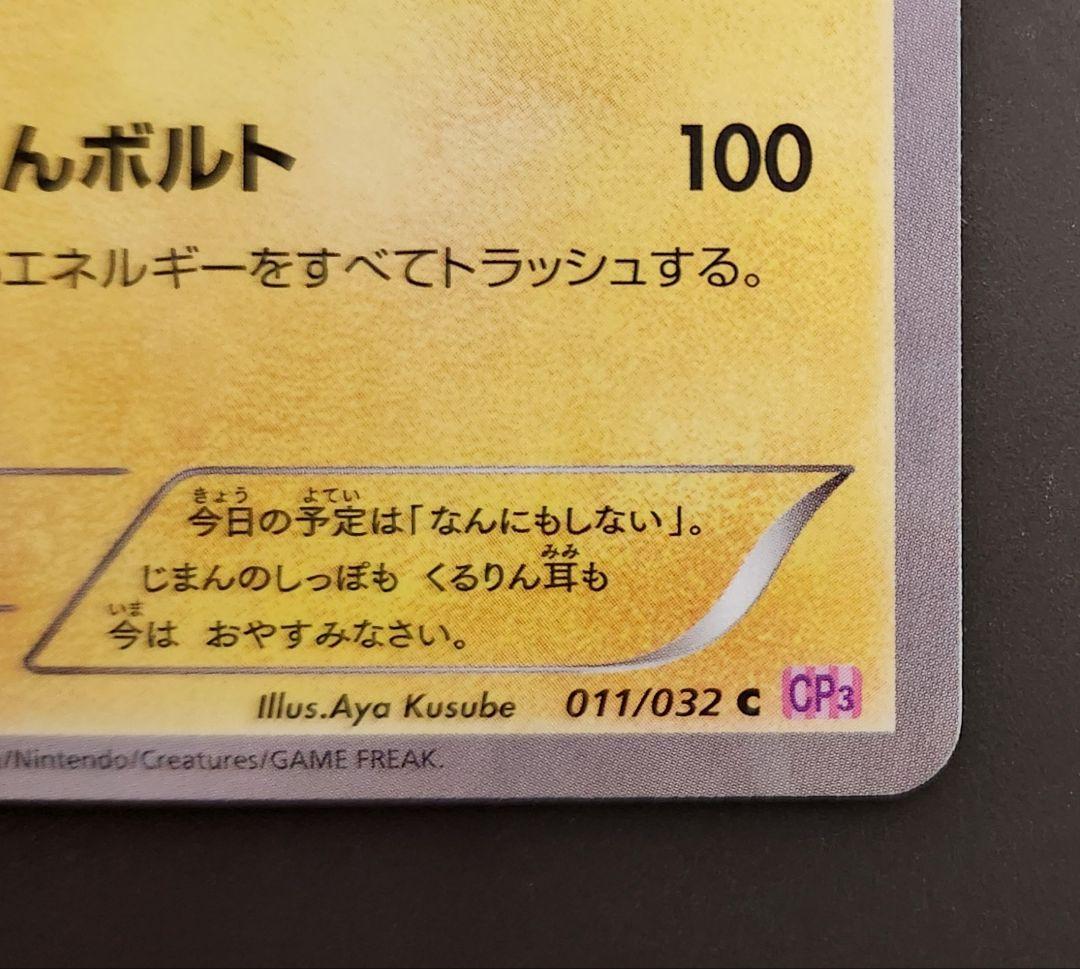 んボルト 100
エネルギーをすべてトラッシュする。
きょう よてい
今日の予定は「なんにもしない」。
みみ
じまんのしっぽも くるりん耳も
いま
今は おやすみなさい。
Illus.Aya Kusube 011/032 C CP3
/Nintendo/Creatures/GAME FREAK.